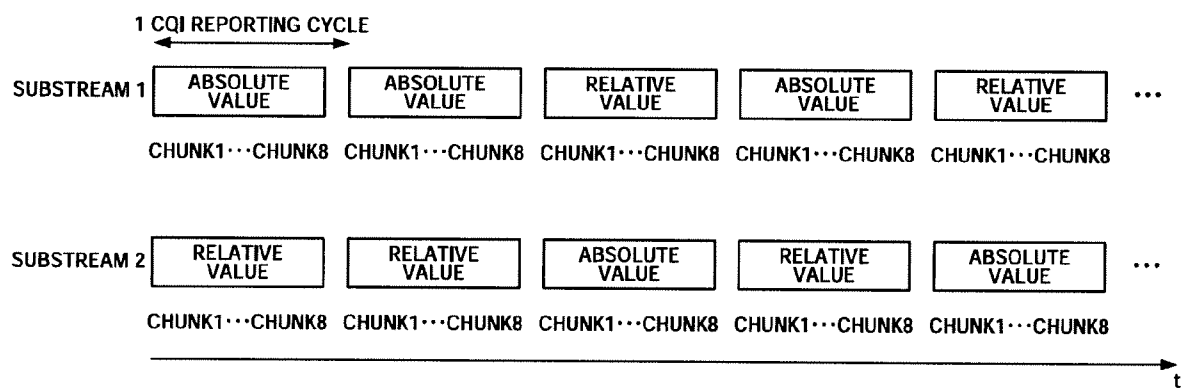 1 CQI REPORTING CYCLE
SUBSTREAM 1
ABSOLUTE VALUE
ABSOLUTE VALUE
RELATIVE VALUE
ABSOLUTE VALUE
RELATIVE VALUE
...
CHUNK1···CHUNK8 CHUNK1···CHUNK8 CHUNK1···CHUNK8 CHUNK1···CHUNK8 CHUNK1···CHUNK8
SUBSTREAM 2
RELATIVE VALUE
RELATIVE VALUE
ABSOLUTE VALUE
RELATIVE VALUE
ABSOLUTE VALUE
...
CHUNK1···CHUNK8 CHUNK1···CHUNK8 CHUNK1···CHUNK8 CHUNK1···CHUNK8 CHUNK1···CHUNK8
t